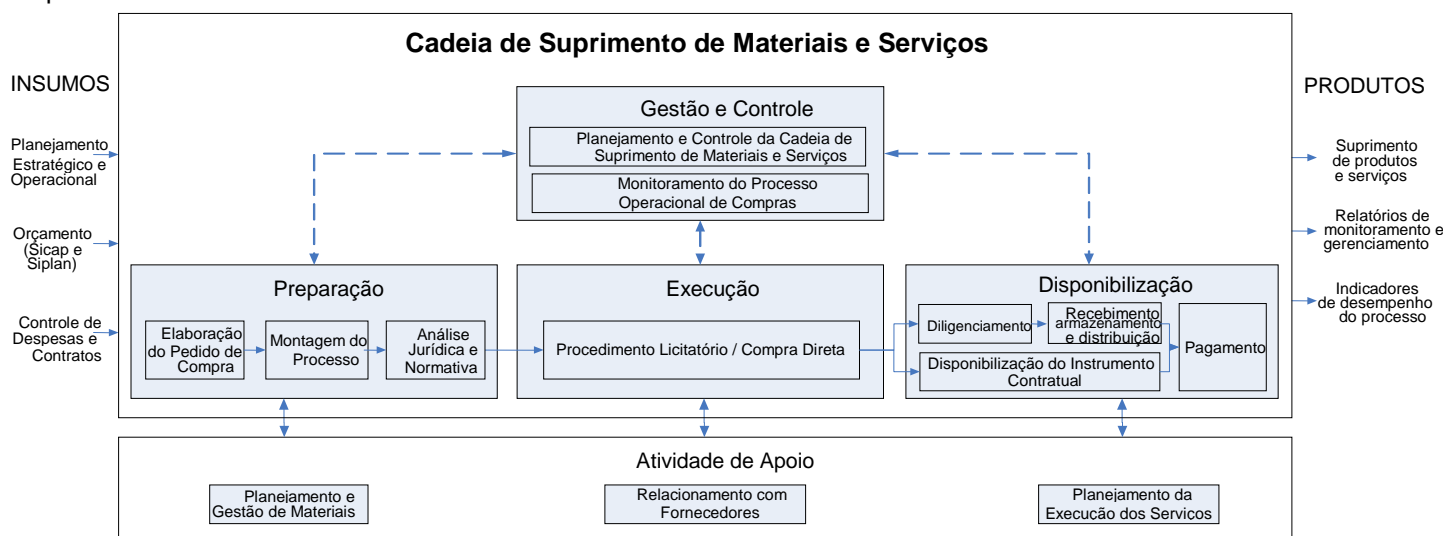 Cadeia de Suprimento de Materiais e Serviços
INSUMOS
Planejamento
Estratégico e
Operacional
Orçamento
(Sicap e
Siplan)
Controle de
Despesas e
Contratos
Gestão e Controle
Planejamento e Controle da Cadeia de
Suprimento de Materiais e Serviços
Monitoramento do Processo
Operacional de Compras
Preparação
Elaboração
do Pedido de
Compra
Montagem do
Processo
Análise
Jurídica e
Normativa
Execução
Procedimento Licitatório / Compra Direta
Disponibilização
Diligenciamento
Recebimento
armazenamento
e distribuição
Disponibilização do Instrumento
Contratual
Pagamento
PRODUTOS
Suprimento
de produtos
e serviços
Relatórios de
monitoramento e
gerenciamento
Indicadores
de desempenho
do processo
Atividade de Apoio
Planejamento e
Gestão de Materiais
Relacionamento com
Fornecedores
Planejamento da
Execução dos Serviços